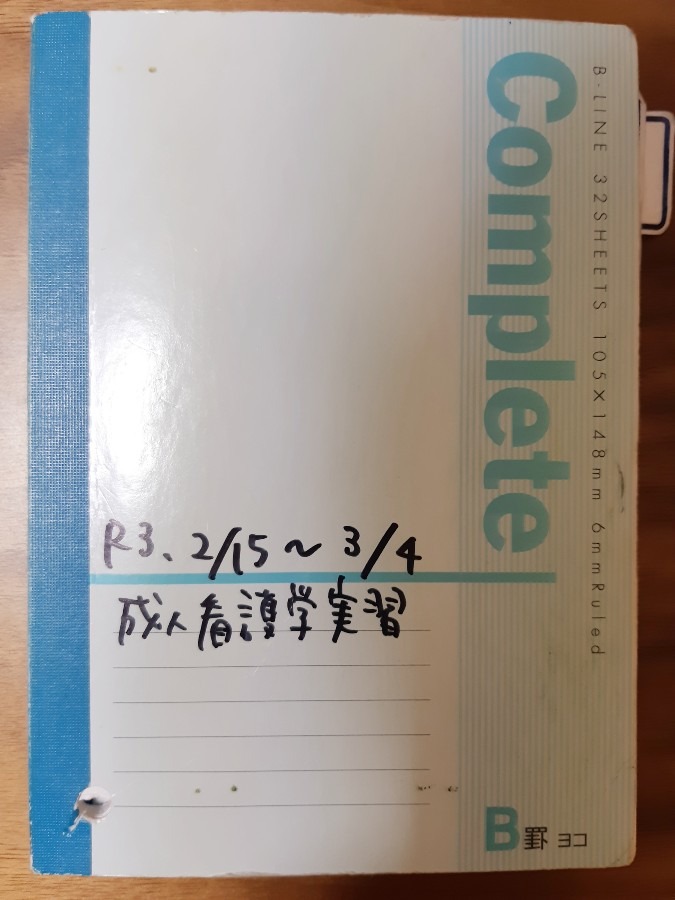 Complete
B・LINE 32SHEETS 105×148mm 6mmRuled
R3、2/15〜3/4
成人看護学実習
B罫 ヨコ